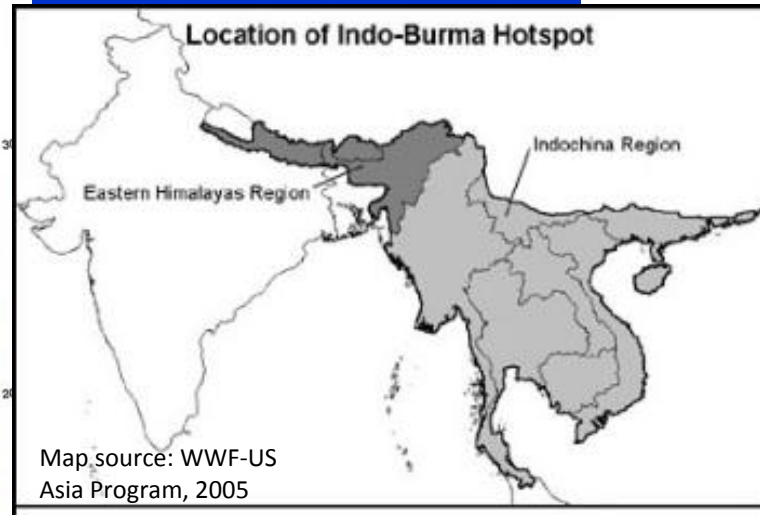 Location of Indo-Burma Hotspot
Indochina Region
Eastern Himalayas Region
Map source: WWF-US
Asia Program, 2005